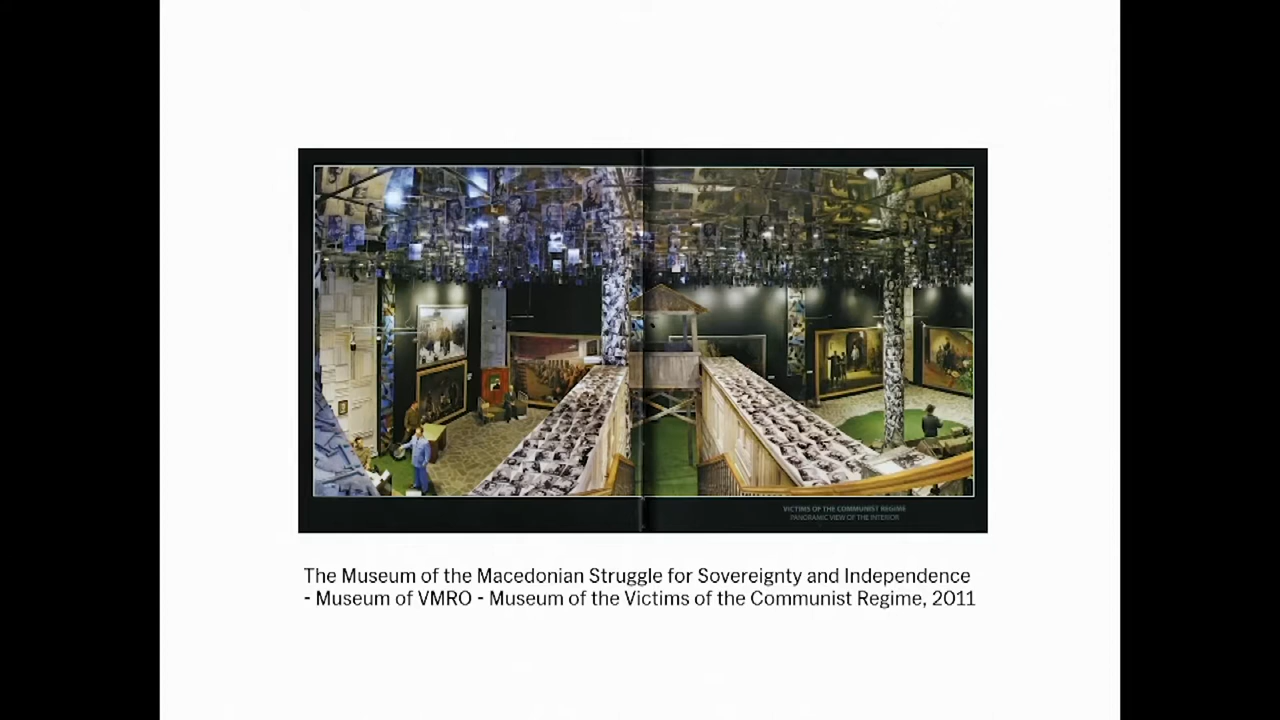 VICTIMS OF THE COMMUNIST REGIME
PANORAMIC VIEW OF THE INTERIOR
The Museum of the Macedonian Struggle for Sovereignty and Independence
- Museum of VMRO - Museum of the Victims of the Communist Regime, 2011